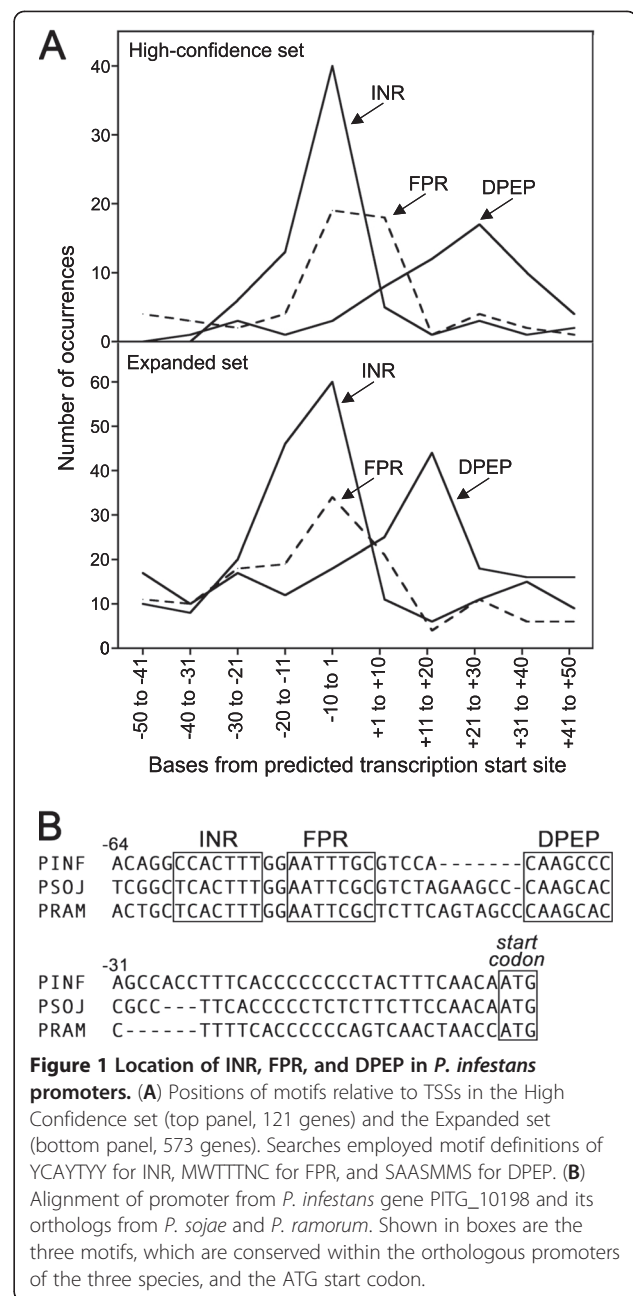 A
High-confidence set
40
30
20
10
0
INR
FPR
DPEP
Number of occurrences
Expanded set
60
50
40
30
20
10
0
INR
FPR
DPEP
-50 to -41
-40 to -31
-30 to -21
-20 to -11
-10 to 1
+1 to +10
+11 to +20
+21 to +30
+31 to +40
+41 to +50
Bases from predicted transcription start site
B
-64 INR FPR DPEP
PINF ACAGGCCACTTTGGAATTTGCGTCCA-------CAAGCCC
PSOJ TCGGCTCACTTTGGAATTCGCGTCTAGAAGCC-CAAGCAC
PRAM ACTGCTCACTTTGGAATTCGCTCTTCAGTAGCCCAAGCAC
-31 start codon
PINF AGCCACCTTTCACCCCCCCCTACTTTCAACAATG
PSOJ CGCC---TTCACCCCCTCTCTTCTTCCAACAATG
PRAM C------TTTTCACCCCCCAGTCAACTAACCATG
Figure 1 Location of INR, FPR, and DPEP in P. infestans
promoters. (A) Positions of motifs relative to TSSs in the High
Confidence set (top panel, 121 genes) and the Expanded set
(bottom panel, 573 genes). Searches employed motif definitions of
YCAYTYY for INR, MWTTTNC for FPR, and SAASMMS for DPEP. (B)
Alignment of promoter from P. infestans gene PITG_10198 and its
orthologs from P. sojae and P. ramorum. Shown in boxes are the
three motifs, which are conserved within the orthologous promoters
of the three species, and the ATG start codon.